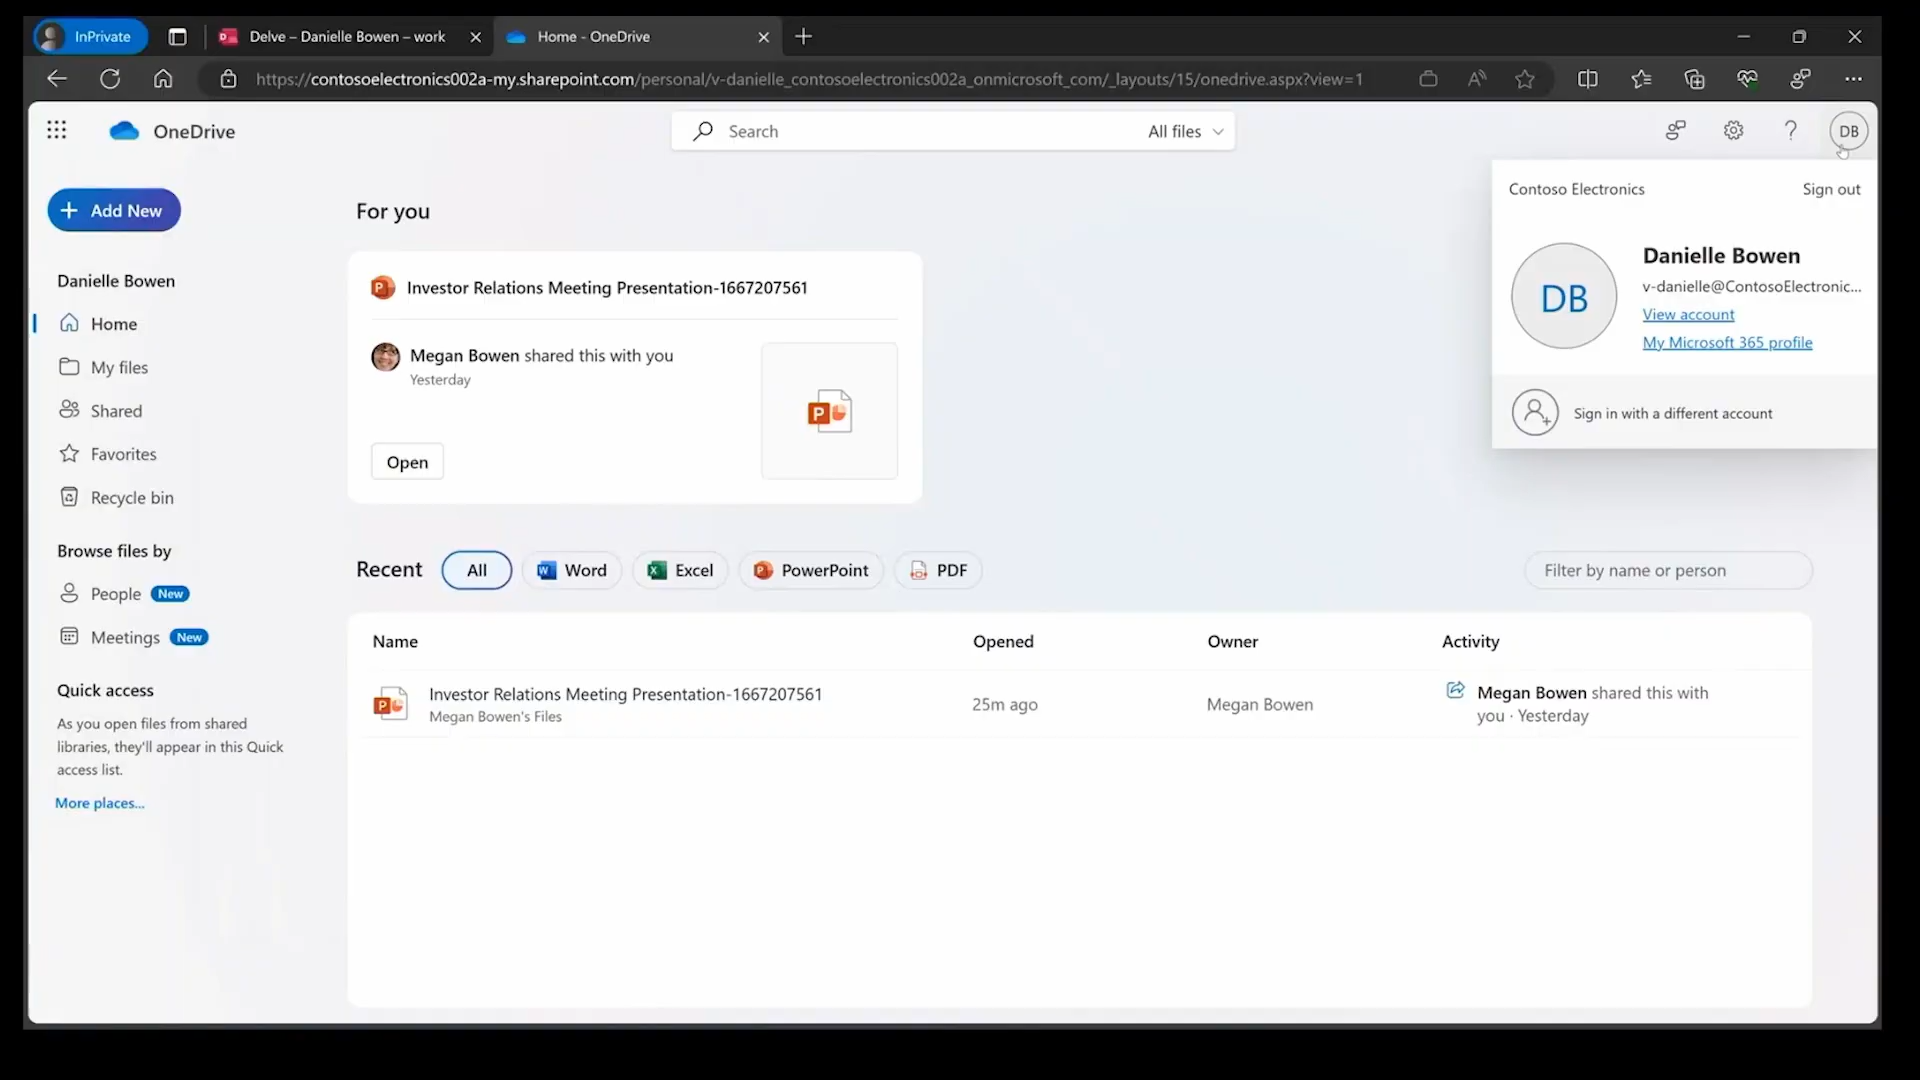 InPrivate
Delve – Danielle Bowen – work
Home - OneDrive
https://contosoelectronics002a-my.sharepoint.com/personal/v-danielle_contosoelectronics002a_onmicrosoft_com/_layouts/15/onedrive.aspx?view=1
OneDrive
Search
All files
DB
Contoso Electronics
Sign out
DB
Danielle Bowen
v-danielle@ContosoElectronic...
View account
My Microsoft 365 profile
Sign in with a different account
Add New
Danielle Bowen
Home
My files
Shared
Favorites
Recycle bin
Browse files by
People New
Meetings New
Quick access
As you open files from shared
libraries, they'll appear in this Quick
access list.
More places...
For you
Investor Relations Meeting Presentation-1667207561
Megan Bowen shared this with you
Yesterday
Open
Recent
All
Word
Excel
PowerPoint
PDF
Filter by name or person
Name
Opened
Owner
Activity
Investor Relations Meeting Presentation-1667207561
Megan Bowen's Files
25m ago
Megan Bowen
Megan Bowen shared this with
you · Yesterday